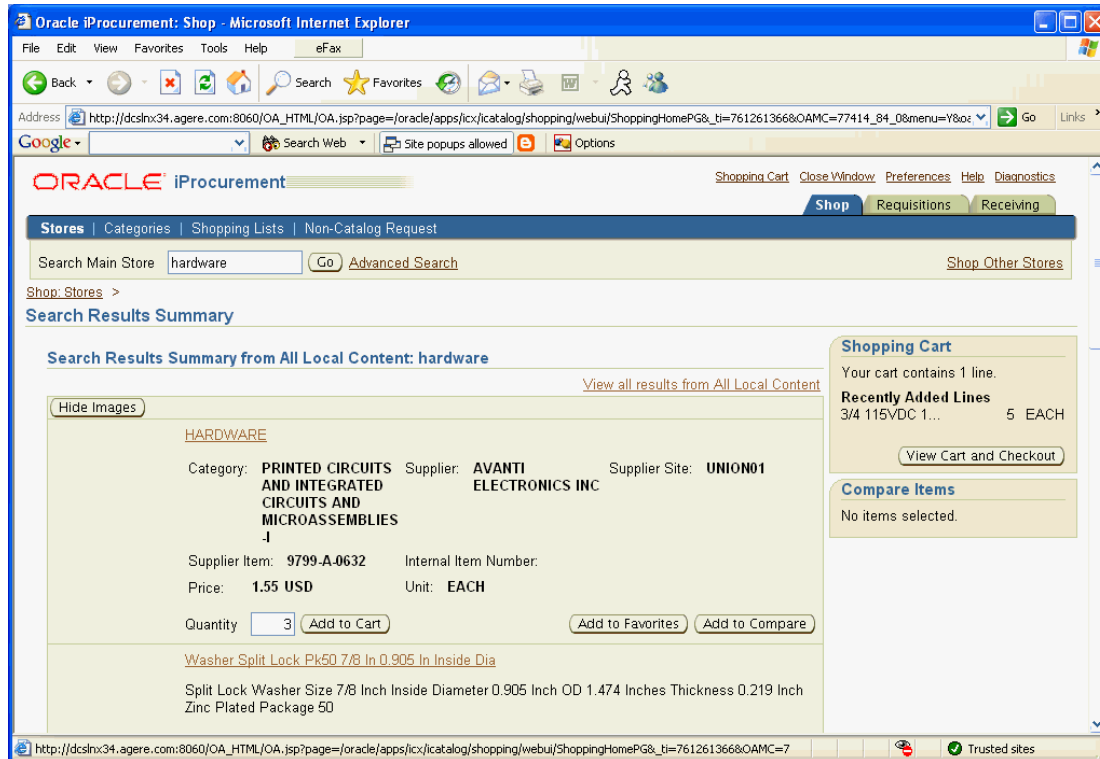 Oracle iProcurement: Shop - Microsoft Internet Explorer
File Edit View Favorites Tools Help eFax
Back Search Favorites
Address http://dcslnx34.agere.com:8060/OA_HTML/OA.jsp?page=/oracle/apps/icx/icatalog/shopping/webui/ShoppingHomePG&_ti=761261366&OAMC=77414_84_0&menu=Y&oa Go Links
Google Search Web Site popups allowed Options
ORACLE iProcurement Shopping Cart Close Window Preferences Help Diagnostics
Shop Requisitions Receiving
Stores | Categories | Shopping Lists | Non-Catalog Request
Search Main Store hardware Go Advanced Search Shop Other Stores
Shop: Stores >
Search Results Summary
Search Results Summary from All Local Content: hardware
View all results from All Local Content
Hide Images
HARDWARE
Category: PRINTED CIRCUITS AND INTEGRATED CIRCUITS AND MICROASSEMBLIES -I
Supplier: AVANTI ELECTRONICS INC
Supplier Site: UNION01
Supplier Item: 9799-A-0632 Internal Item Number:
Price: 1.55 USD Unit: EACH
Quantity 3 Add to Cart Add to Favorites Add to Compare
Washer Split Lock Pk50 7/8 In 0.905 In Inside Dia
Split Lock Washer Size 7/8 Inch Inside Diameter 0.905 Inch OD 1.474 Inches Thickness 0.219 Inch
Zinc Plated Package 50
Shopping Cart
Your cart contains 1 line.
Recently Added Lines
3/4 115VDC 1... 5 EACH
View Cart and Checkout
Compare Items
No items selected.
http://dcslnx34.agere.com:8060/OA_HTML/OA.jsp?page=/oracle/apps/icx/icatalog/shopping/webui/ShoppingHomePG&_ti=761261366&OAMC=7 Trusted sites